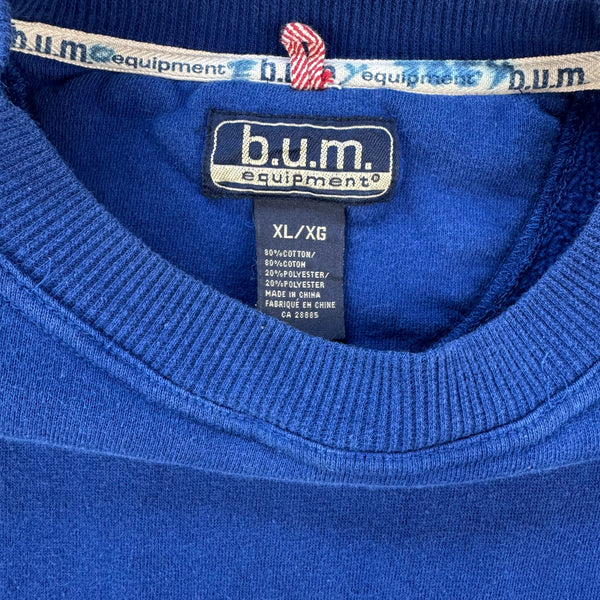 b.u.m equipment b.u.m equipment b.u.m
b.u.m.
equipment
XL/XG
80%COTTON/
80%COTON
20%POLYESTER/
20%POLYESTER
MADE IN CHINA
FABRIQUÉ EN CHINE
CA 28885